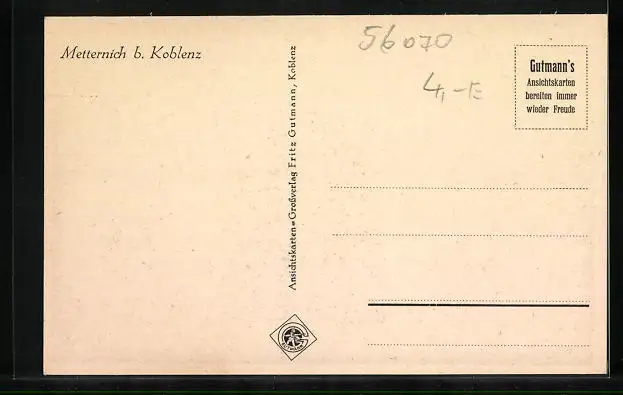 Metternich b. Koblenz
Ansichtskarten=Großverlag Fritz Gutmann, Koblenz
56070
4,-E
Gutmann's
Ansichtskarten
bereiten immer
wieder Freude